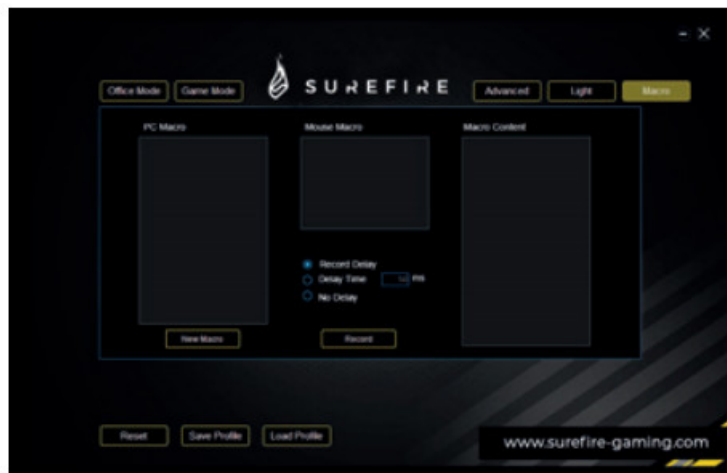 SUREFIRE
Office Mode Game Mode Advanced Light Macro
PC Macro Mouse Macro Macro Content
Record Delay
Delay Time ms
No Delay
New Macro Record
Reset Save Profile Load Profile
www.surefire-gaming.com